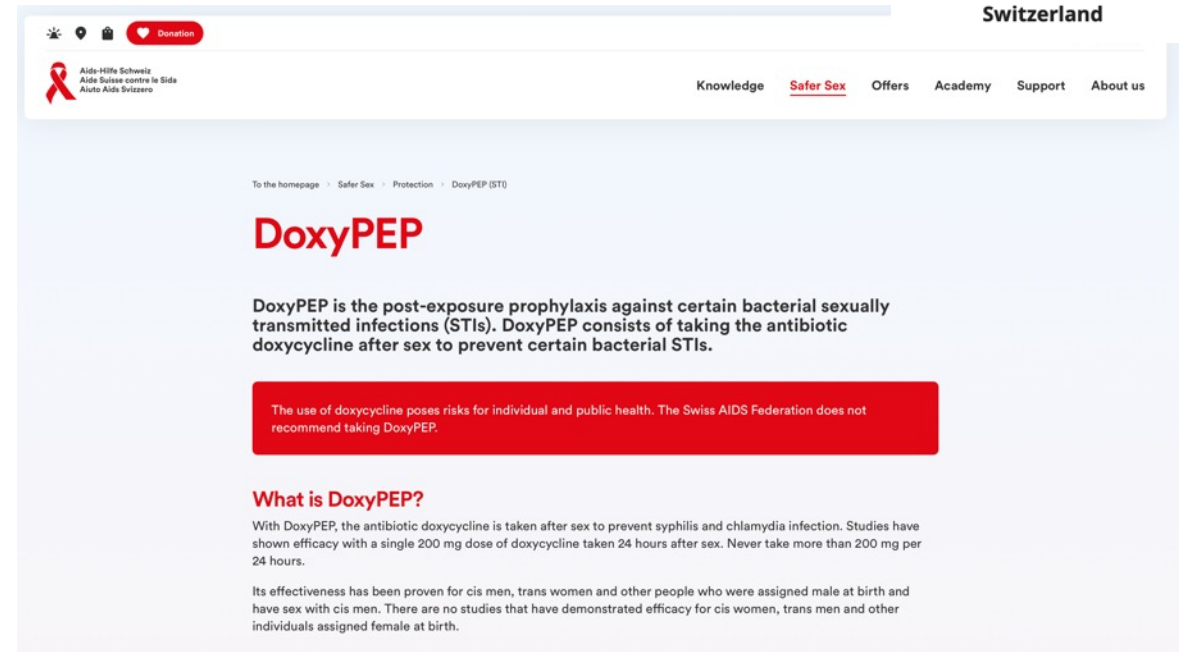 Switzerland
Donation
Aids-Hilfe Schweiz
Aide Suisse contre le Sida
Aiuto Aids Svizzero
Knowledge Safer Sex Offers Academy Support About us
To the homepage > Safer Sex > Protection > DoxyPEP (STI)
DoxyPEP
DoxyPEP is the post-exposure prophylaxis against certain bacterial sexually
transmitted infections (STIs). DoxyPEP consists of taking the antibiotic
doxycycline after sex to prevent certain bacterial STIs.
The use of doxycycline poses risks for individual and public health. The Swiss AIDS Federation does not
recommend taking DoxyPEP.
What is DoxyPEP?
With DoxyPEP, the antibiotic doxycycline is taken after sex to prevent syphilis and chlamydia infection. Studies have
shown efficacy with a single 200 mg dose of doxycycline taken 24 hours after sex. Never take more than 200 mg per
24 hours.
Its effectiveness has been proven for cis men, trans women and other people who were assigned male at birth and
have sex with cis men. There are no studies that have demonstrated efficacy for cis women, trans men and other
individuals assigned female at birth.